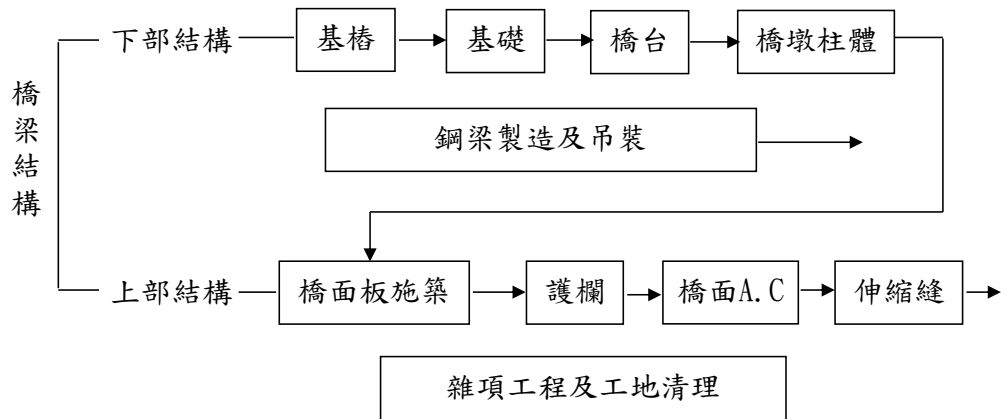 橋梁結構
下部結構 基樁 基礎 橋台 橋墩柱體
鋼梁製造及吊裝
上部結構 橋面板施築 護欄 橋面A.C 伸縮縫
雜項工程及工地清理